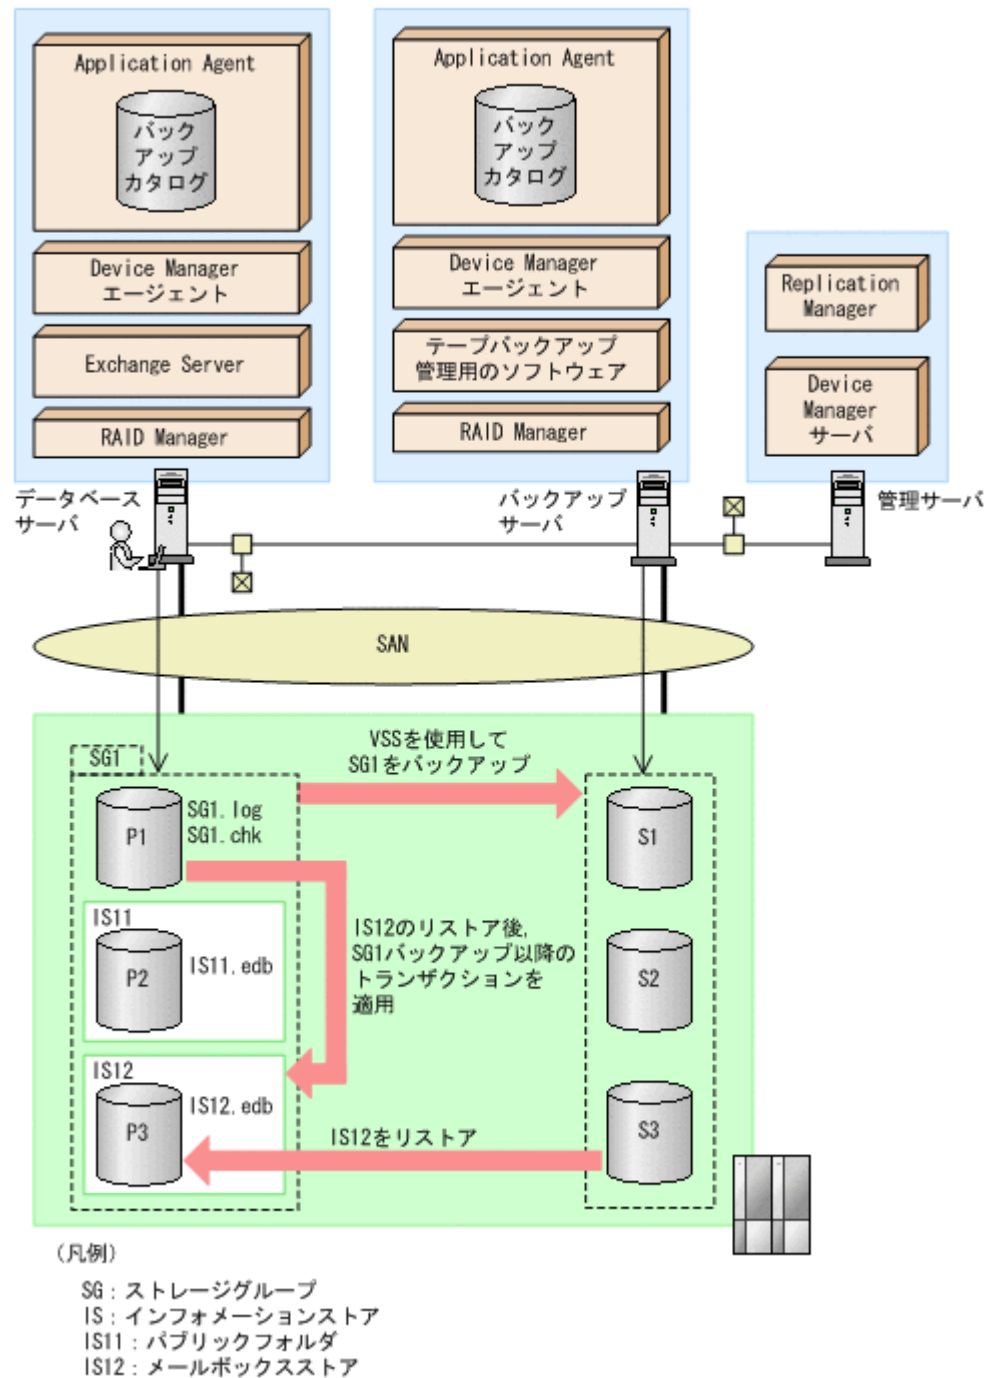 Application Agent
バック
アップ
カタログ
Device Manager
エージェント
Exchange Server
RAID Manager
Application Agent
バック
アップ
カタログ
Device Manager
エージェント
テープバックアップ
管理用のソフトウェア
RAID Manager
Replication
Manager
Device
Manager
サーバ
データベース
サーバ
バックアップ
サーバ
管理サーバ
SAN
SG1
VSSを使用して
SG1をバックアップ
P1
SG1.log
SG1.chk
S1
IS11
P2
IS11.edb
IS12のリストア後,
SG1バックアップ以降の
トランザクションを
適用
S2
IS12
P3
IS12.edb
IS12をリストア
S3
(凡例)
SG:ストレージグループ
IS:インフォメーションストア
IS11:パブリックフォルダ
IS12:メールボックスストア